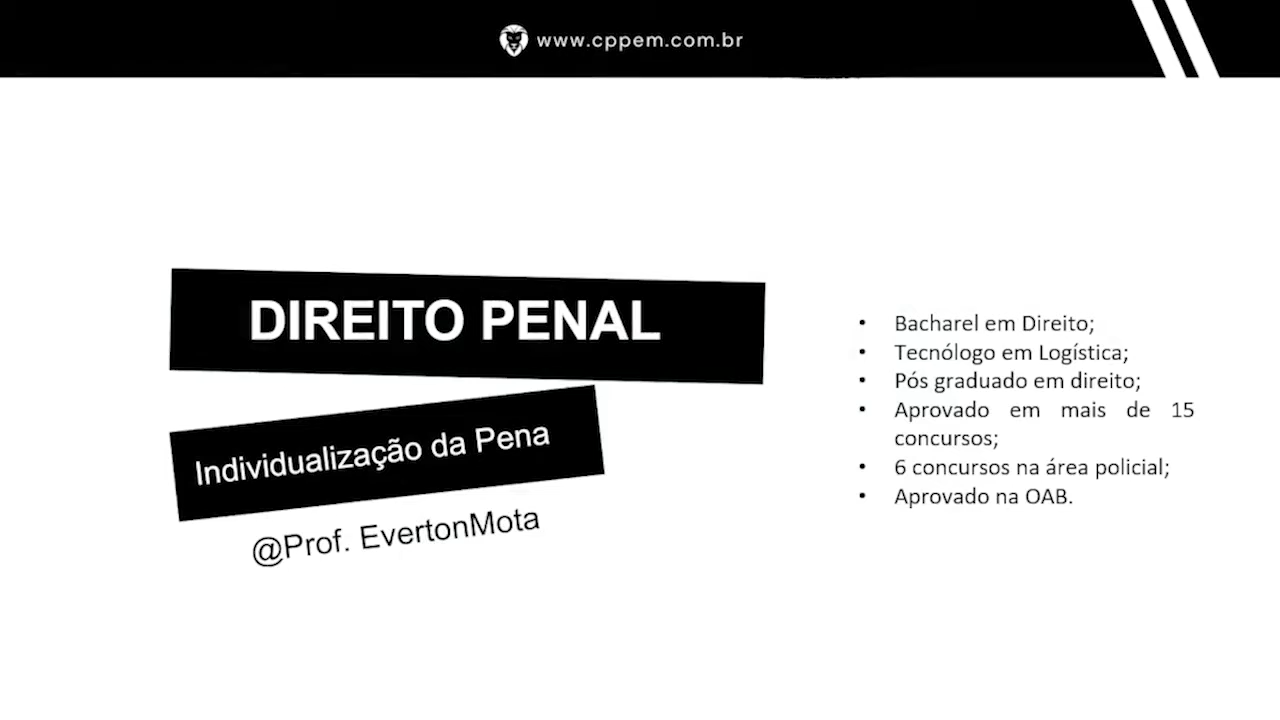 www.cppem.com.br
DIREITO PENAL
Individualização da Pena
@Prof. EvertonMota
• Bacharel em Direito;
• Tecnólogo em Logística;
• Pós graduado em direito;
• Aprovado em mais de 15
concursos;
• 6 concursos na área policial;
• Aprovado na OAB.